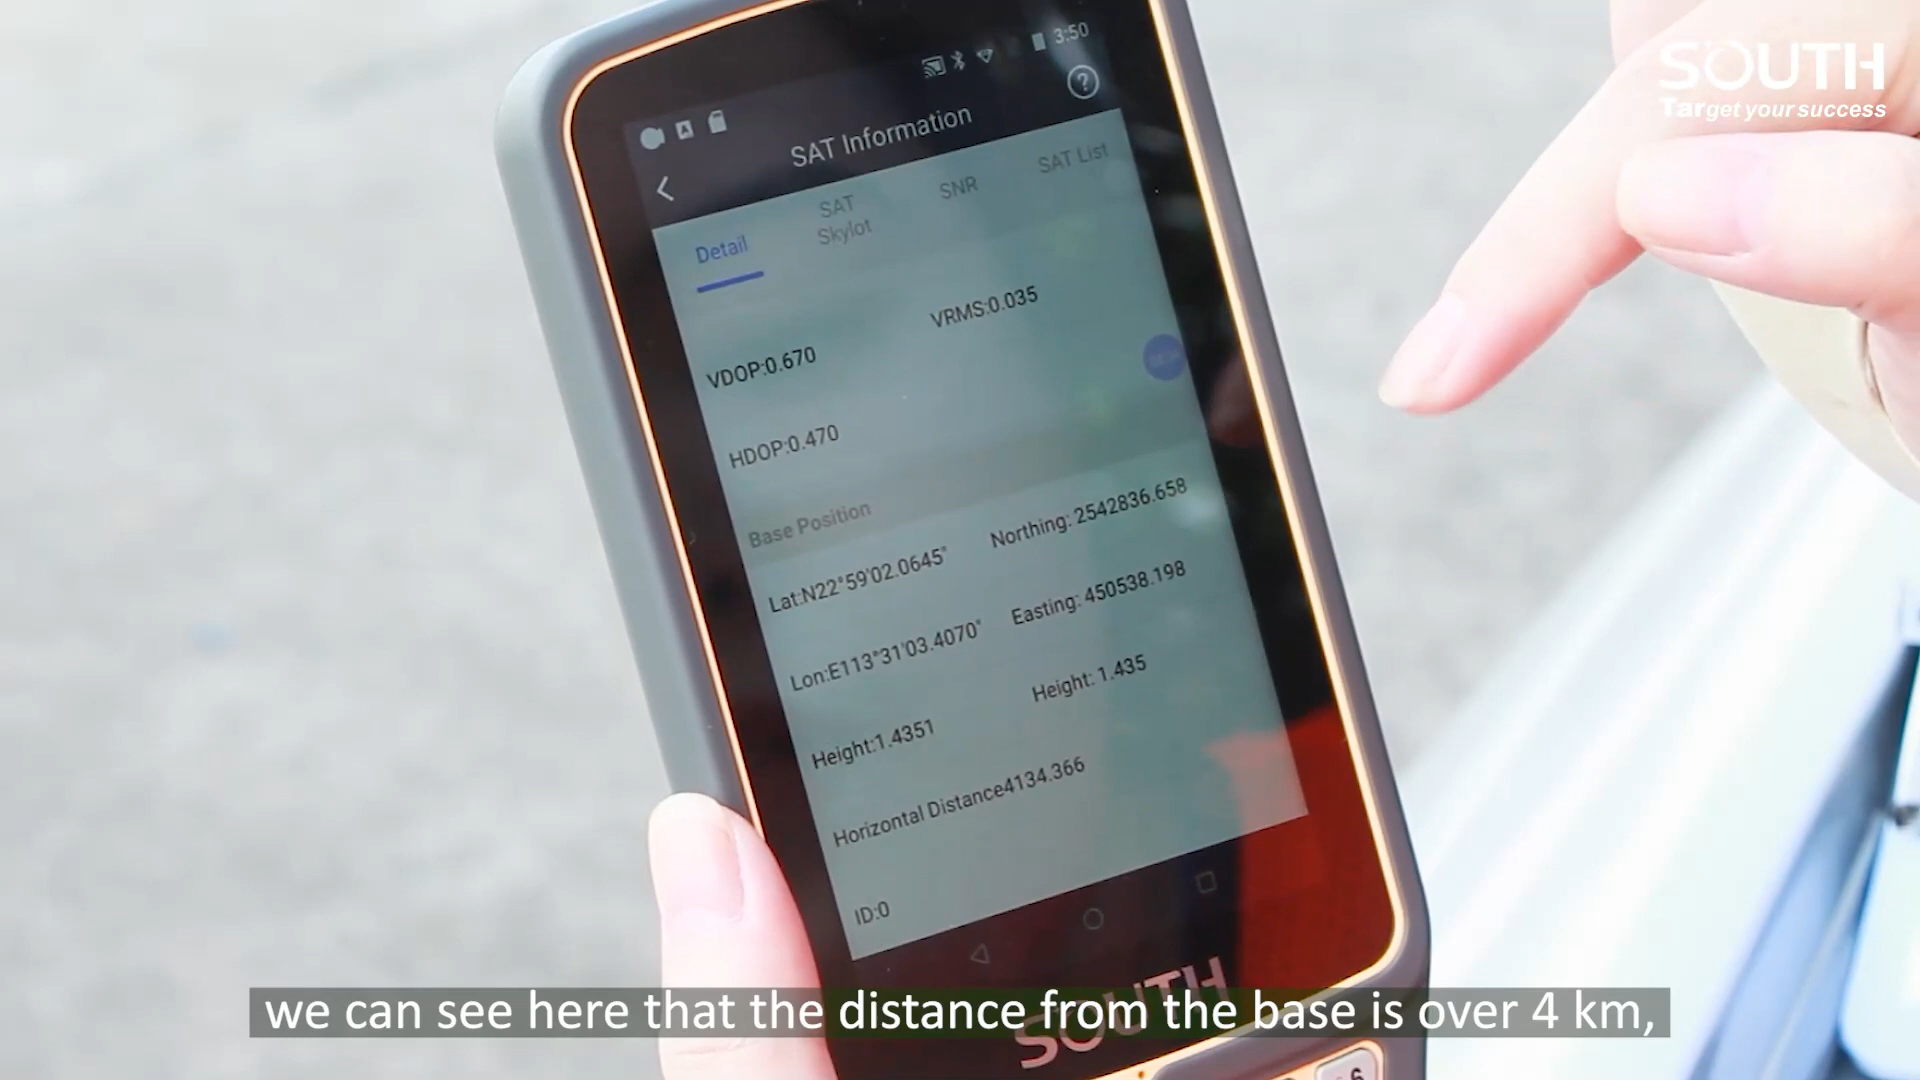 SOUTH
Target your success
3:50
SAT Information
Detail
SAT
Skylot
SNR
SAT List
VDOP:0.670
VRMS:0.035
HDOP:0.470
Base Position
Lat:N22°59'02.0645"
Northing: 2542836.658
Lon:E113°31'03.4070"
Easting: 450538.198
Height:1.4351
Height: 1.435
Horizontal Distance4134.366
ID:0
SOUTH
we can see here that the distance from the base is over 4 km,
6